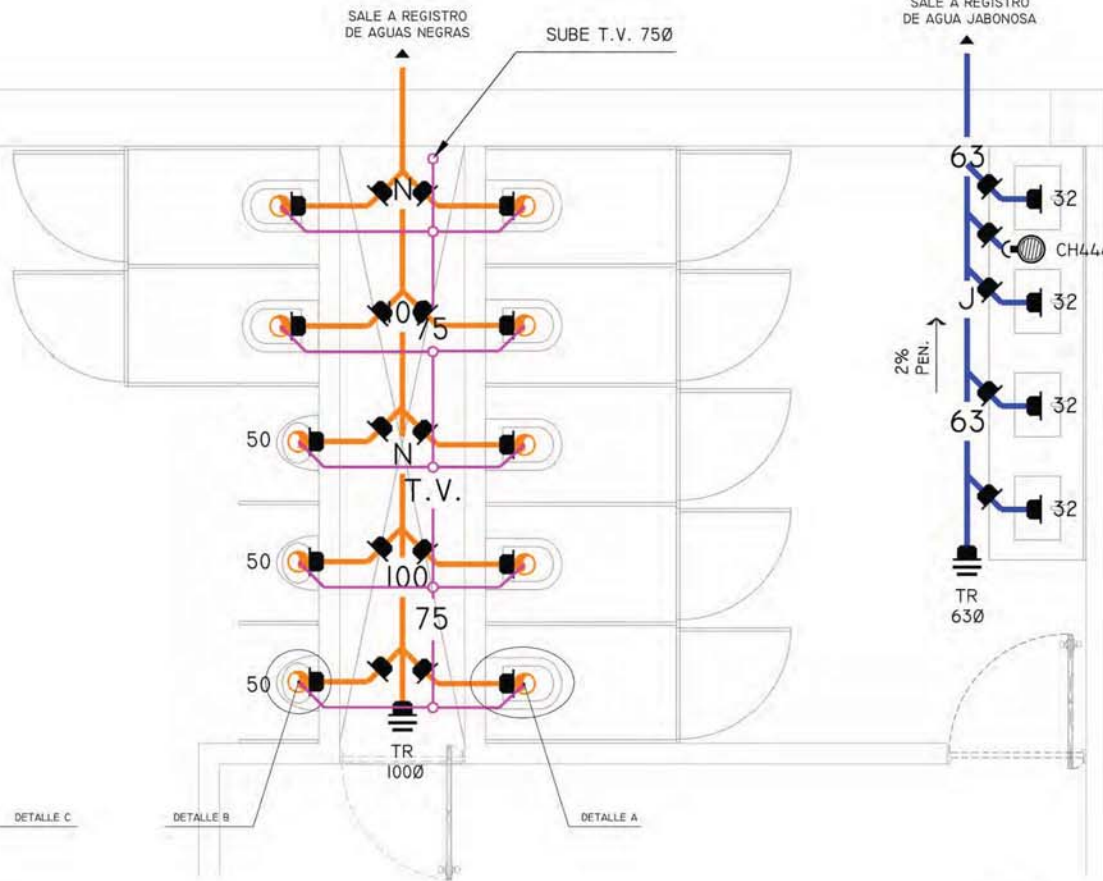 SALE A REGISTRO
DE AGUAS NEGRAS
SUBE T.V. 75Ø
SALE A REGISTRO
DE AGUA JABONOSA
N
63
32
CH444
J
32
75
2%
PEN.
32
63
50
N
T.V.
32
50
100
75
TR
63Ø
50
TR
100Ø
DETALLE C
DETALLE B
DETALLE A